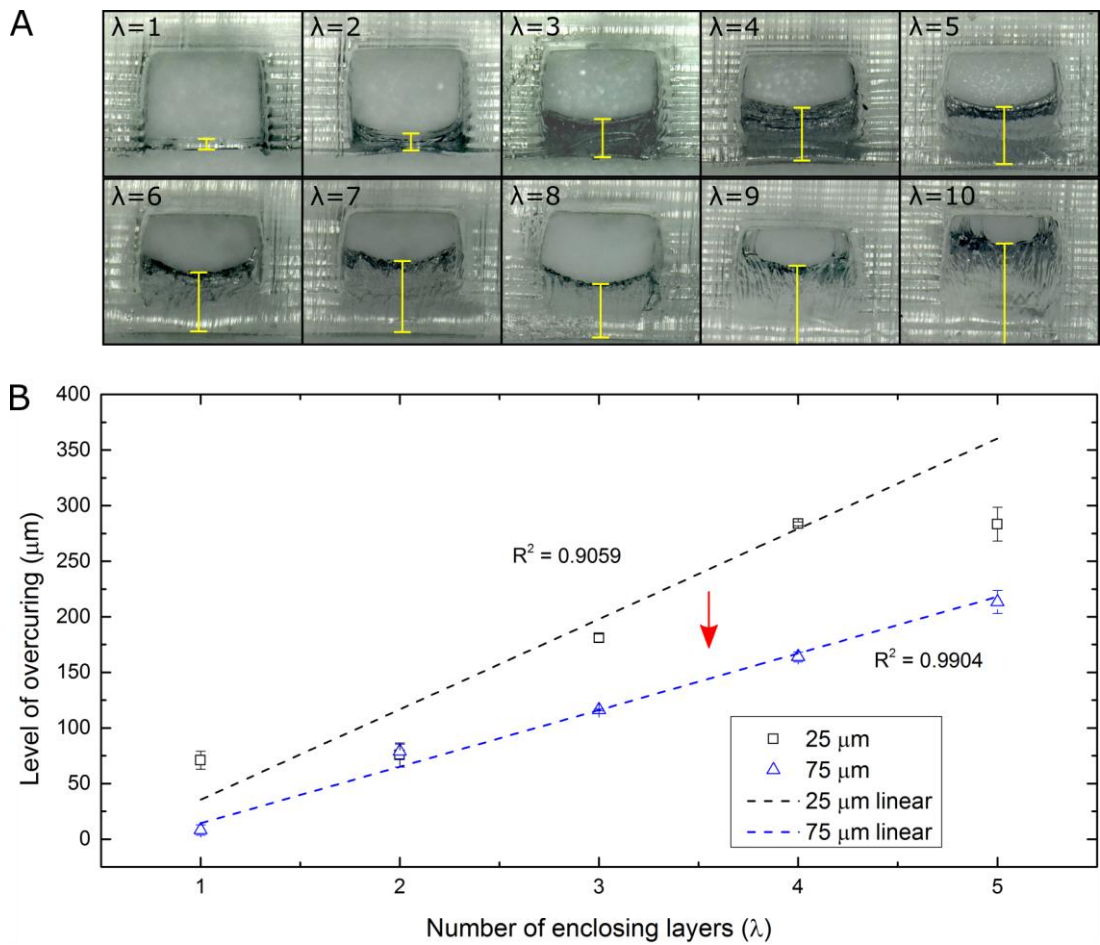 A
λ=1 λ=2 λ=3 λ=4 λ=5
λ=6 λ=7 λ=8 λ=9 λ=10
B
400
350
300
250
200
150
100
50
0
Level of overcuring (μm)
R² = 0.9059
R² = 0.9904
25 μm
75 μm
25 μm linear
75 μm linear
1 2 3 4 5
Number of enclosing layers (λ)